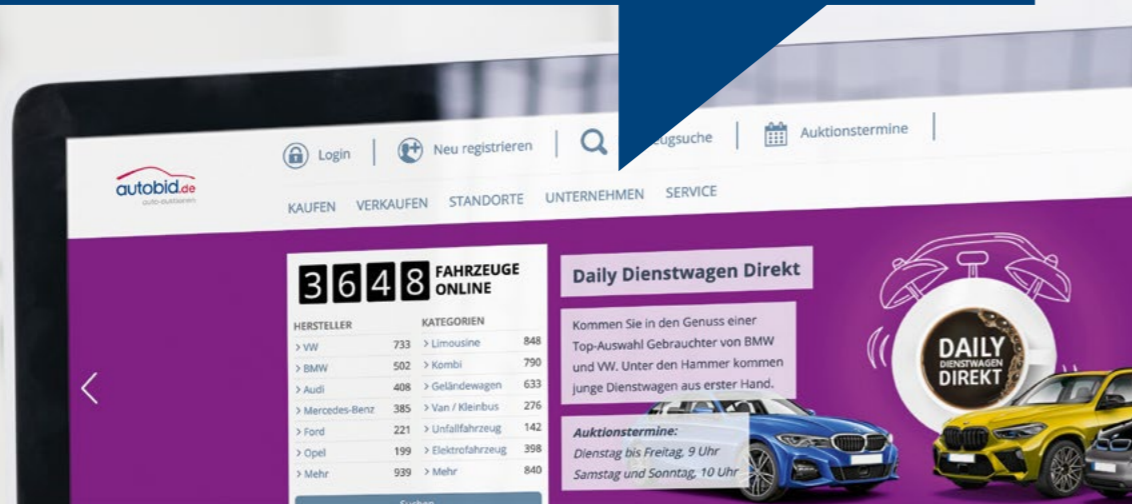 Login
Neu registrieren
eugsuche
Auktionstermine
autobid.de
auto-auktionen
KAUFEN VERKAUFEN STANDORTE UNTERNEHMEN SERVICE
3648 FAHRZEUGE
ONLINE
HERSTELLER
> VW 733
> BMW 502
> Audi 408
> Mercedes-Benz 385
> Ford 221
> Opel 199
> Mehr 939
KATEGORIEN
> Limousine 848
> Kombi 790
> Geländewagen 633
> Van / Kleinbus 276
> Unfallfahrzeug 142
> Elektrofahrzeug 398
> Mehr 840
Suchen
Daily Dienstwagen Direkt
Kommen Sie in den Genuss einer
Top-Auswahl Gebrauchter von BMW
und VW. Unter den Hammer kommen
junge Dienstwagen aus erster Hand.
Auktionstermine:
Dienstag bis Freitag, 9 Uhr
Samstag und Sonntag, 10 Uhr
DAILY
DIENSTWAGEN
DIREKT